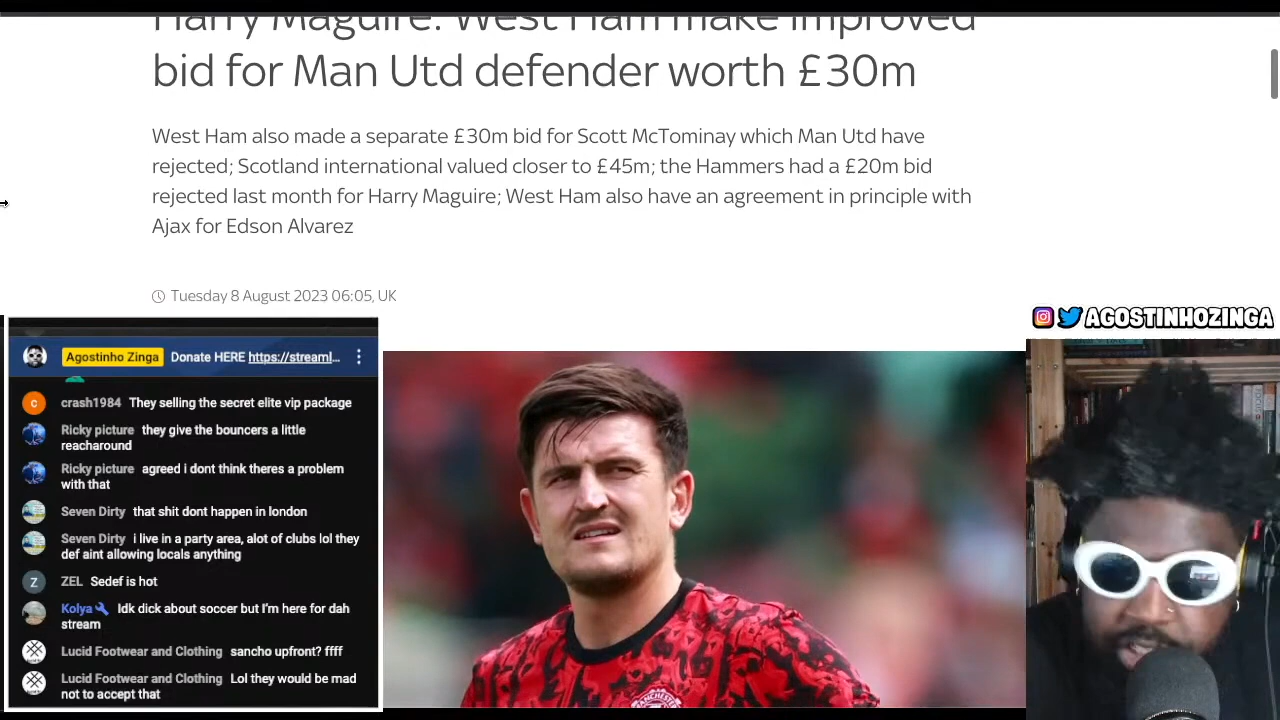 Harry Maguire: West Ham make improved
bid for Man Utd defender worth £30m
West Ham also made a separate £30m bid for Scott McTominay which Man Utd have
rejected; Scotland international valued closer to £45m; the Hammers had a £20m bid
rejected last month for Harry Maguire; West Ham also have an agreement in principle with
Ajax for Edson Alvarez
Tuesday 8 August 2023 06:05, UK
AGOSTINHOZINGA
Agostinho Zinga Donate HERE https://streaml...
crash1984 They selling the secret elite vip package
Ricky picture they give the bouncers a little
reacharound
Ricky picture agreed i dont think theres a problem
with that
Seven Dirty that shit dont happen in london
Seven Dirty i live in a party area, alot of clubs lol they
def aint allowing locals anything
Z ZEL Sedef is hot
Kolya Idk dick about soccer but I'm here for dah
stream
Lucid Footwear and Clothing sancho upfront? ffff
Lucid Footwear and Clothing Lol they would be mad
not to accept that